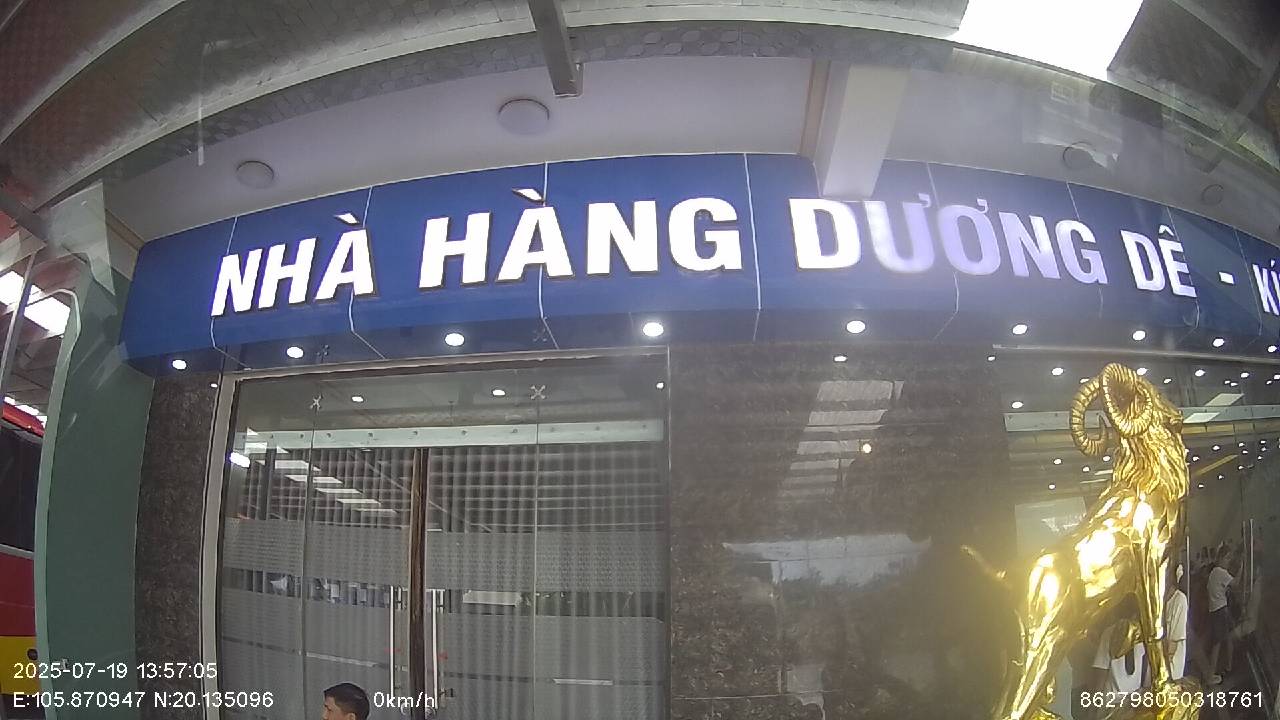 NHÀ HÀNG DƯƠNG DÊ -
2025-07-19 13:57:05
E:105.870947 N:20.135096 0km/h 862798050318761